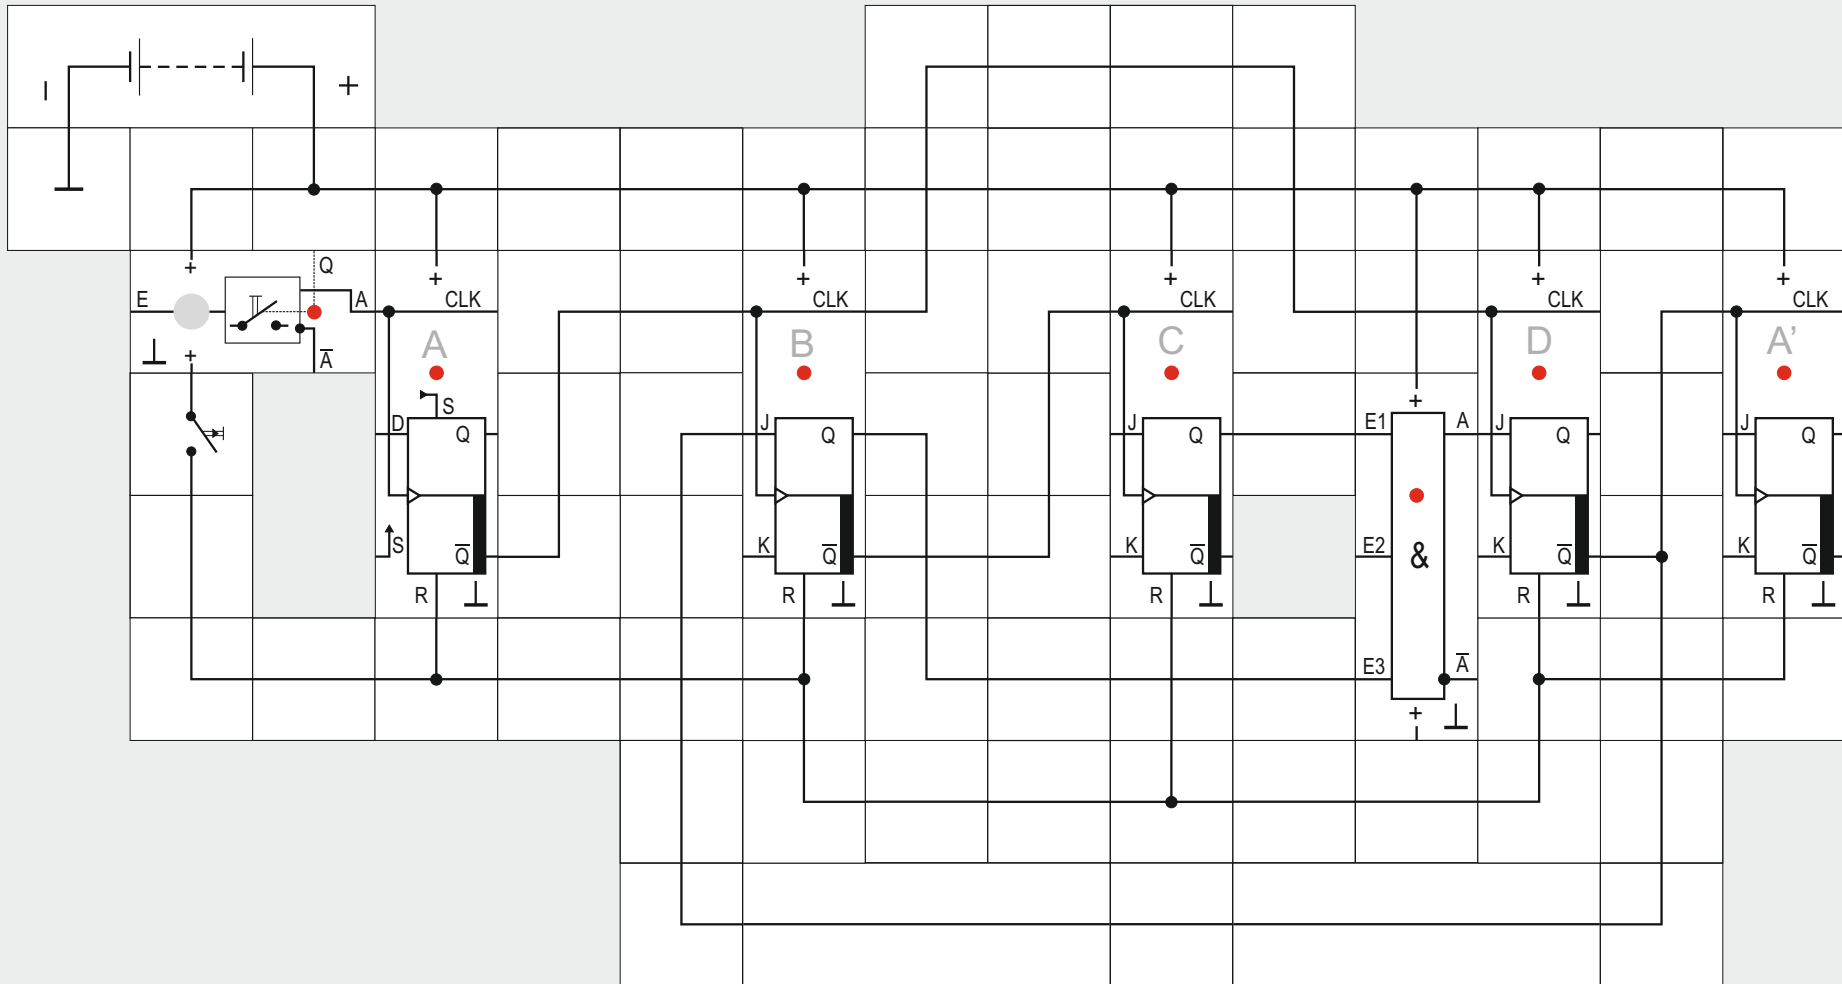 − +
+ + + + + +
E Q A CLK CLK CLK CLK CLK
A B C D A’
+ A̅
S +
D Q J Q J Q E1 A J Q J Q
S Q̅ K Q̅ K Q̅ E2 & K Q̅ K Q̅
R R R R R
E3 A̅
+